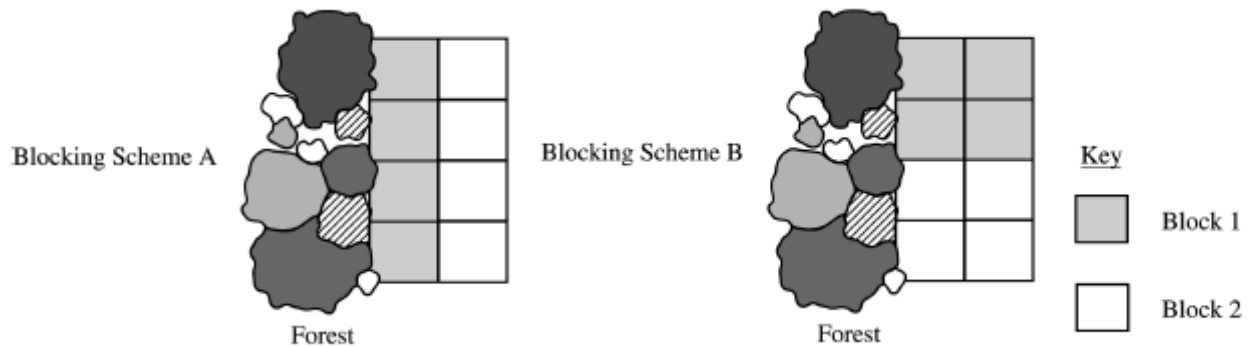 Blocking Scheme A
Forest
Blocking Scheme B
Forest
Key
Block 1
Block 2